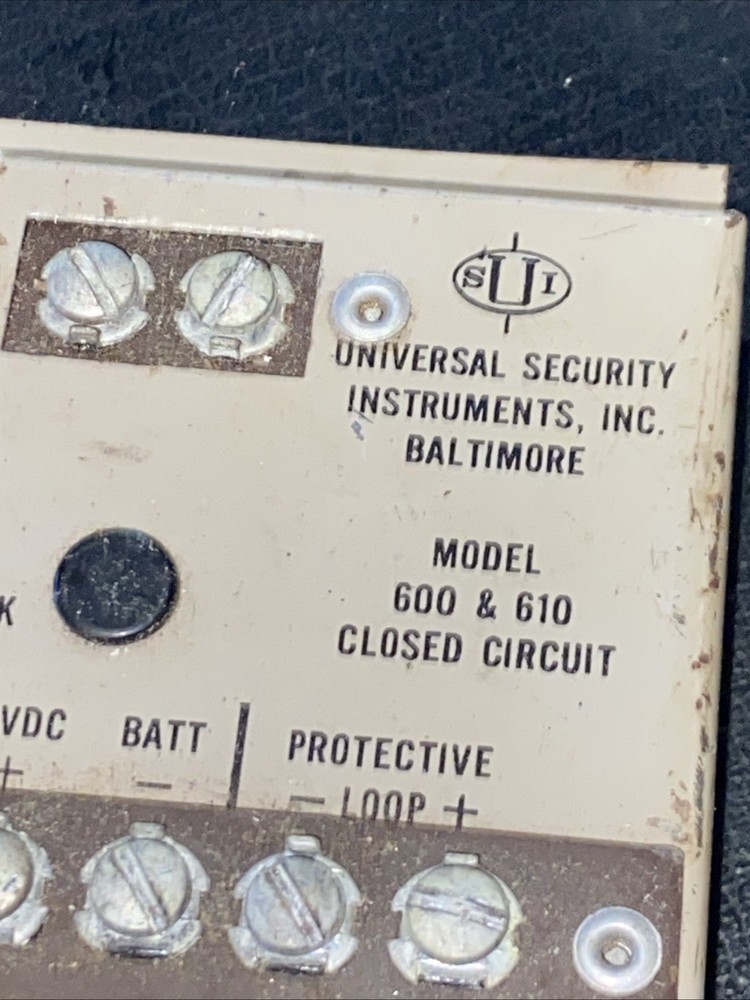 SUI
UNIVERSAL SECURITY
INSTRUMENTS, INC.
BALTIMORE
MODEL
600 & 610
CLOSED CIRCUIT
K
VDC BATT PROTECTIVE
+ — — LOOP +